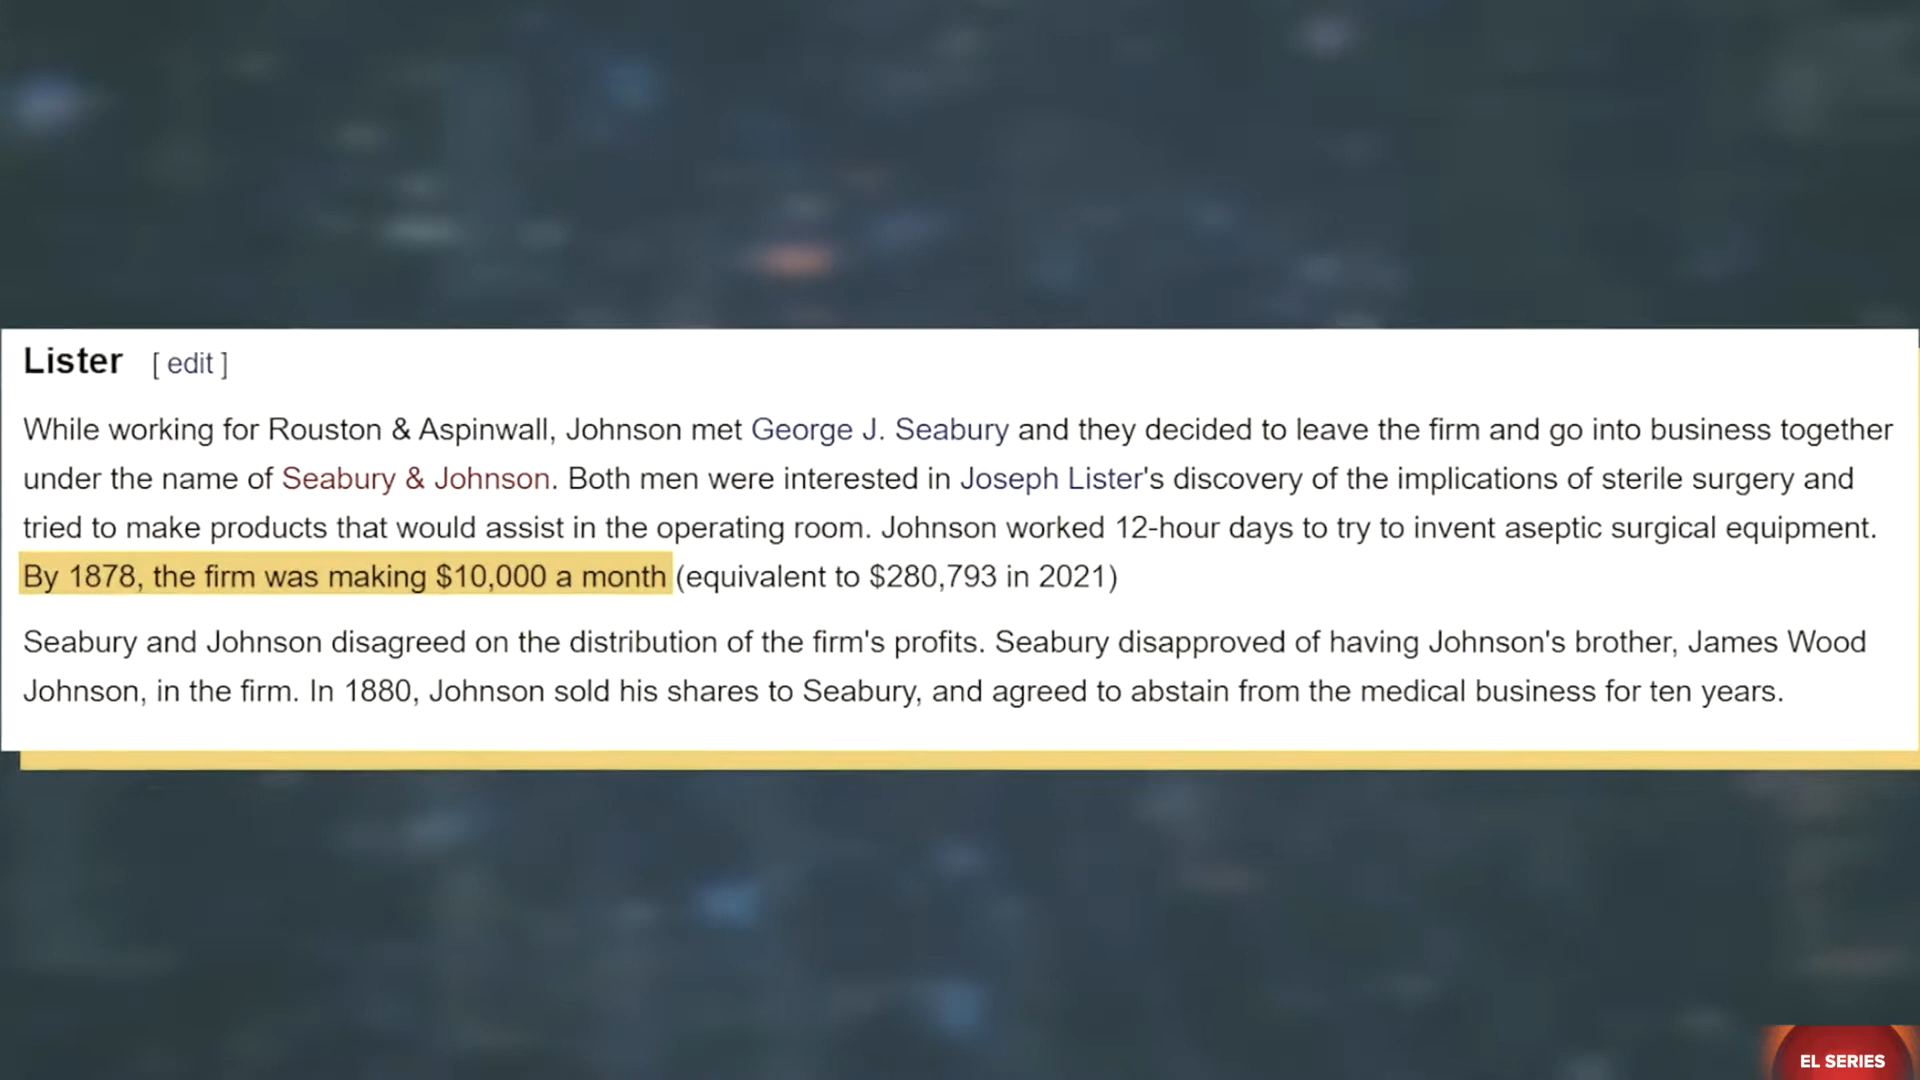 Lister [ edit ]
While working for Rouston & Aspinwall, Johnson met George J. Seabury and they decided to leave the firm and go into business together
under the name of Seabury & Johnson. Both men were interested in Joseph Lister's discovery of the implications of sterile surgery and
tried to make products that would assist in the operating room. Johnson worked 12-hour days to try to invent aseptic surgical equipment.
By 1878, the firm was making $10,000 a month (equivalent to $280,793 in 2021)
Seabury and Johnson disagreed on the distribution of the firm's profits. Seabury disapproved of having Johnson's brother, James Wood
Johnson, in the firm. In 1880, Johnson sold his shares to Seabury, and agreed to abstain from the medical business for ten years.
EL SERIES